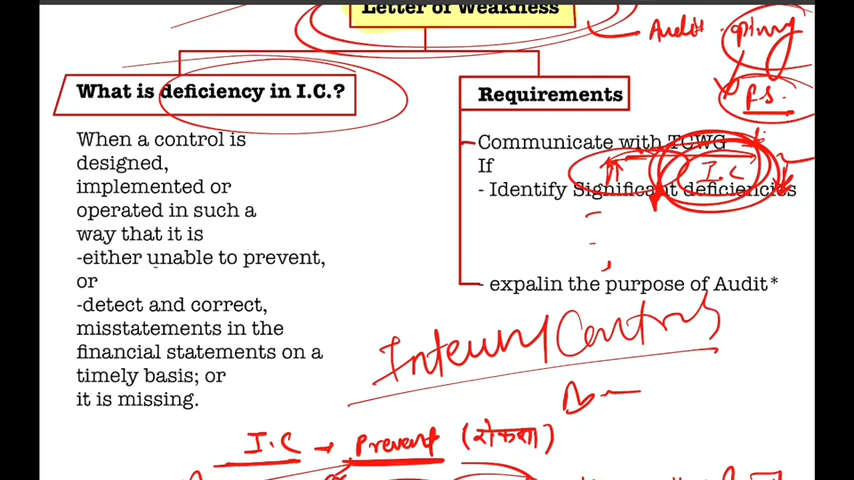 Letter of Weakness
Audit opinion
F.S.
What is deficiency in I.C.?
When a control is
designed,
implemented or
operated in such a
way that it is
-either unable to prevent,
or
-detect and correct,
misstatements in the
financial statements on a
timely basis; or
it is missing.
Requirements
Communicate with TCWG
If
I C
- Identify Significant deficiencies
- expalin the purpose of Audit*
Internal Controls
I.C → Prevent (रोकना)